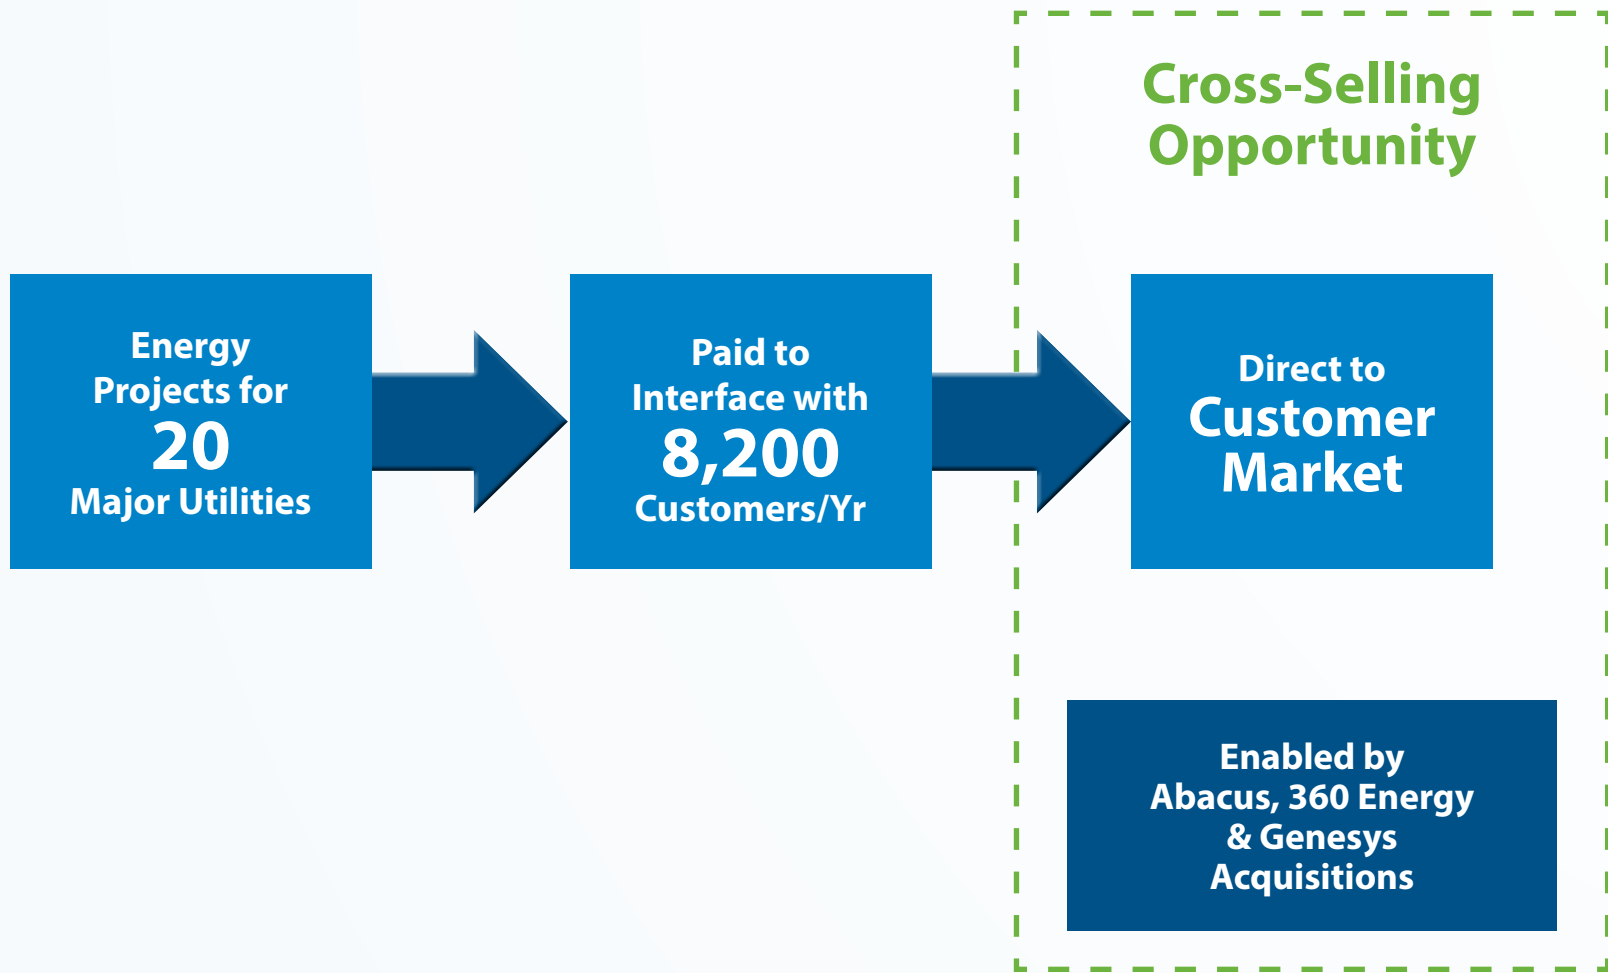 Cross-Selling
Opportunity
Energy
Projects for
20
Major Utilities
Paid to
Interface with
8,200
Customers/Yr
Direct to
Customer
Market
Enabled by
Abacus, 360 Energy
& Genesys
Acquisitions